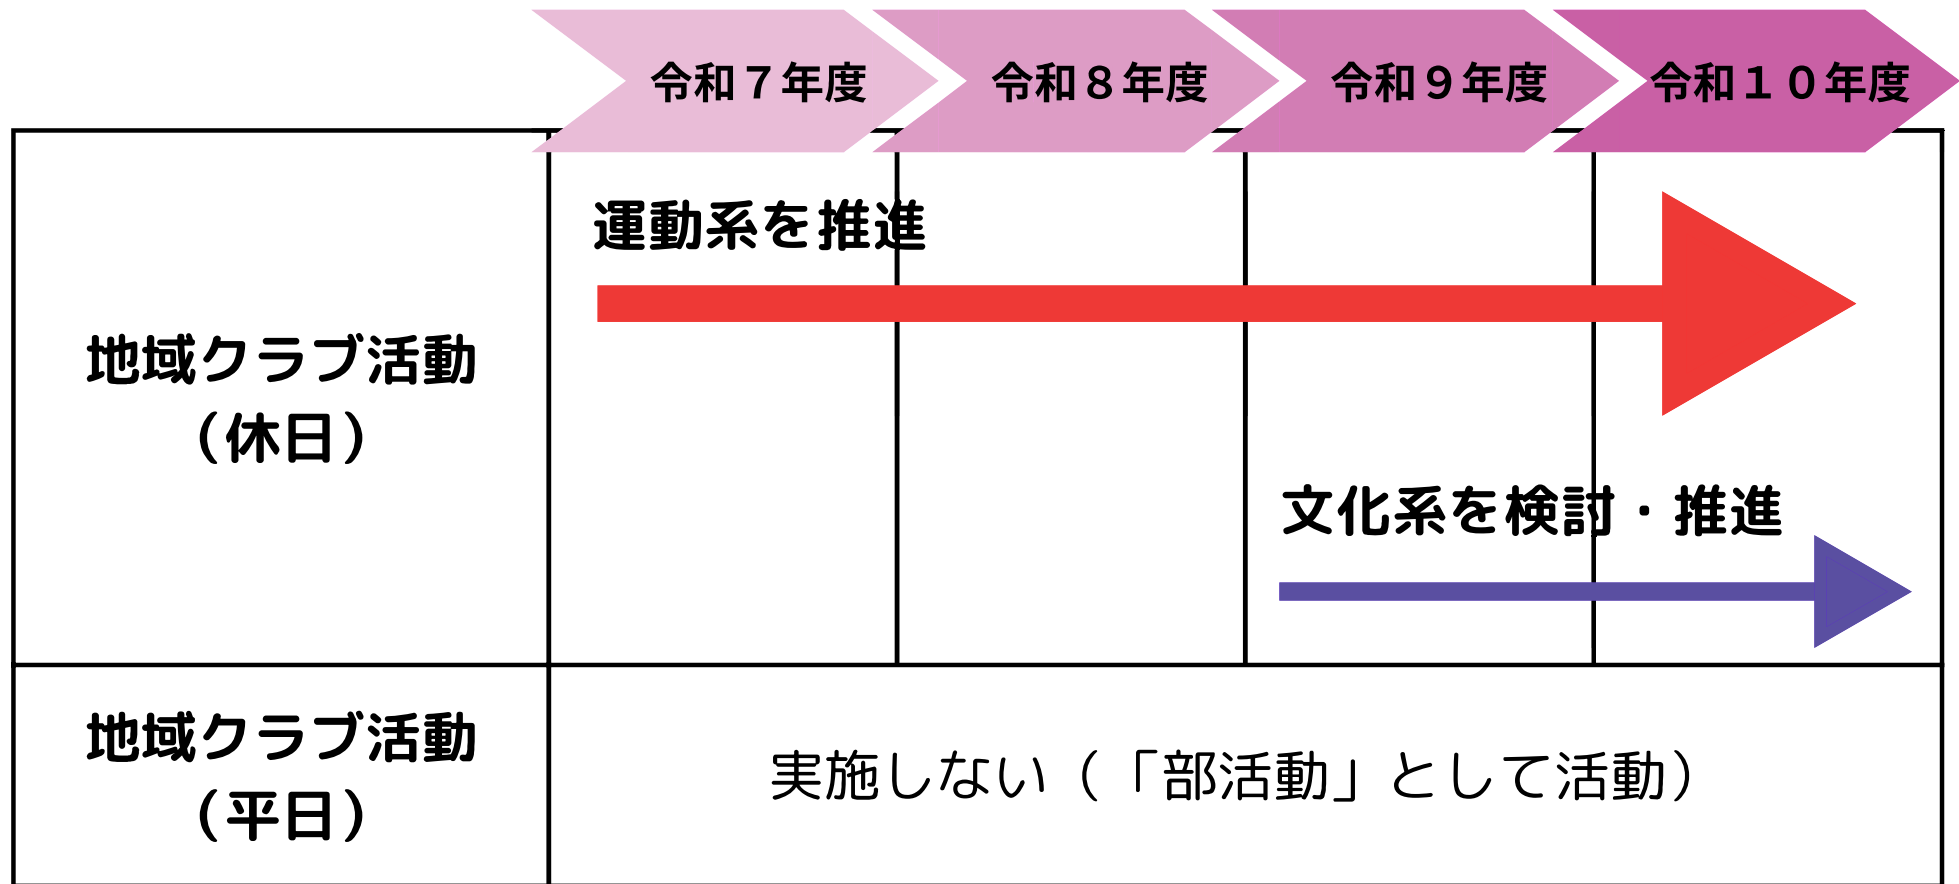 令和７年度
令和８年度
令和９年度
令和１０年度
地域クラブ活動
（休日）
運動系を推進
文化系を検討・推進
地域クラブ活動
（平日）
実施しない（「部活動」として活動）